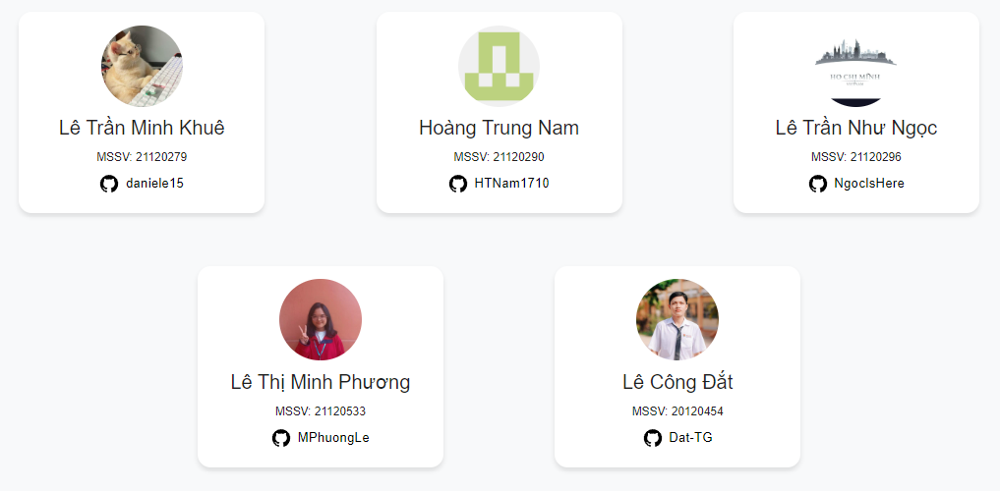 HO CHI MINH
VIETNAM
Lê Trần Minh Khuê
MSSV: 21120279
daniele15
Hoàng Trung Nam
MSSV: 21120290
HTNam1710
Lê Trần Như Ngọc
MSSV: 21120296
NgocIsHere
Lê Thị Minh Phương
MSSV: 21120533
MPhuongLe
Lê Công Đắt
MSSV: 20120454
Dat-TG